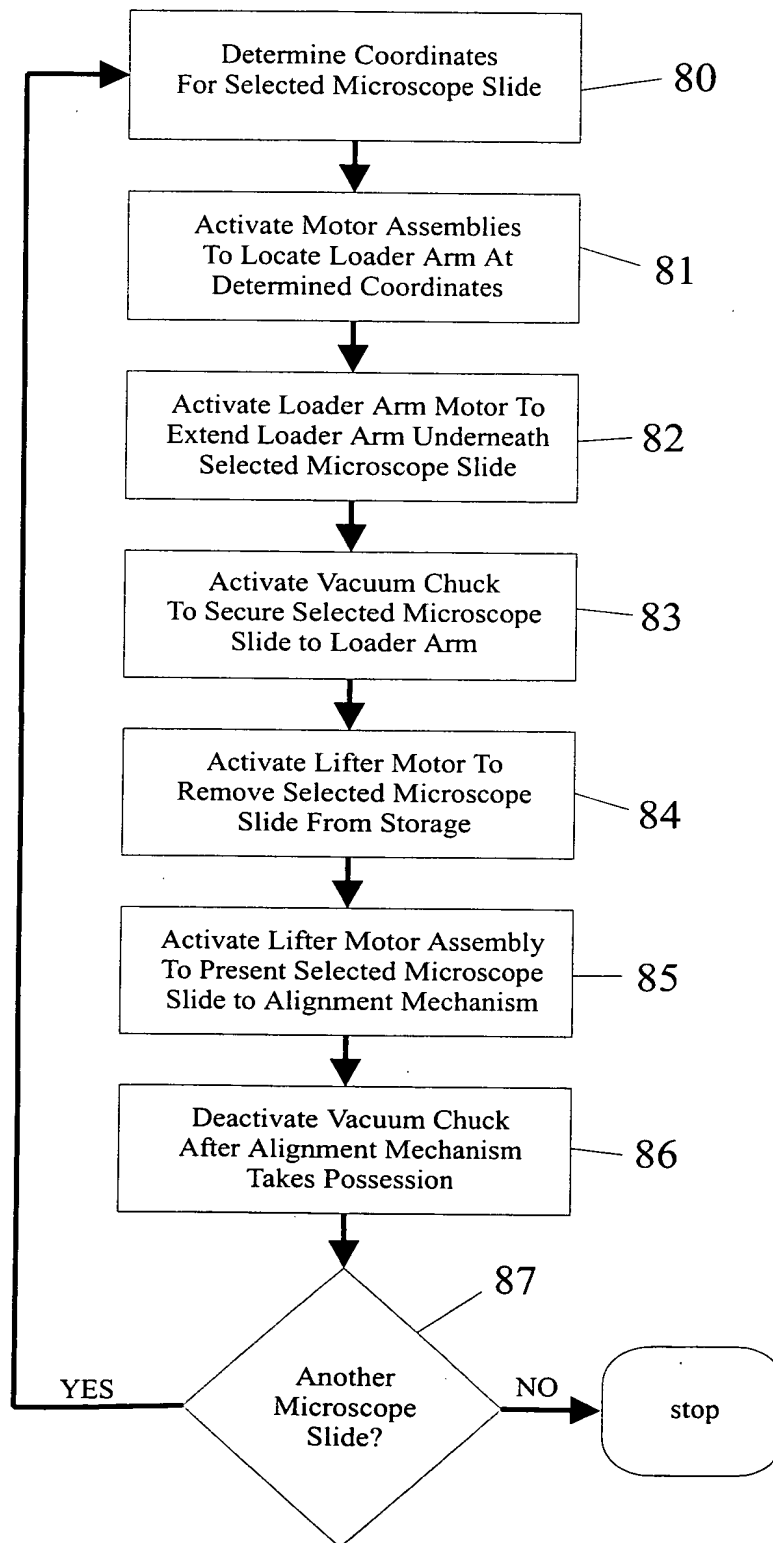 Determine Coordinates
For Selected Microscope Slide
80
Activate Motor Assemblies
To Locate Loader Arm At
Determined Coordinates
81
Activate Loader Arm Motor To
Extend Loader Arm Underneath
Selected Microscope Slide
82
Activate Vacuum Chuck
To Secure Selected Microscope
Slide to Loader Arm
83
Activate Lifter Motor To
Remove Selected Microscope
Slide From Storage
84
Activate Lifter Motor Assembly
To Present Selected Microscope
Slide to Alignment Mechanism
85
Deactivate Vacuum Chuck
After Alignment Mechanism
Takes Possession
86
87
YES
Another
Microscope
Slide?
NO
stop